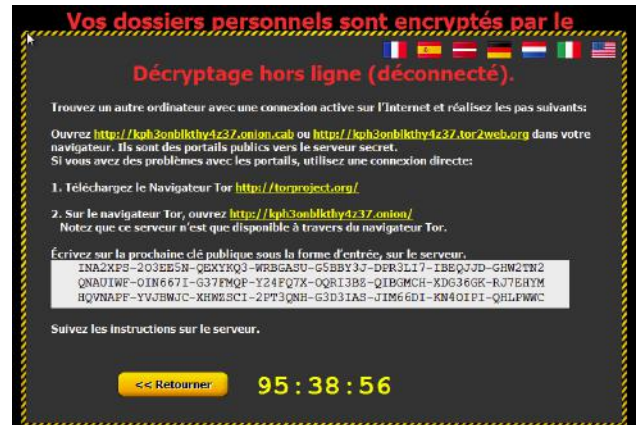 Vos dossiers personnels sont encryptés par le
Décryptage hors ligne (déconnecté).
Trouvez un autre ordinateur avec une connexion active sur l'Internet et réalisez les pas suivants:
Ouvrez http://kph3onblkthy4z37.onion.cab ou http://kph3onblkthy4z37.tor2web.org dans votre
navigateur. Ils sont des portails publics vers le serveur secret.
Si vous avez des problèmes avec les portails, utilisez une connexion directe:
1. Téléchargez le Navigateur Tor http://torproject.org/
2. Sur le navigateur Tor, ouvrez http://kph3onblkthy4z37.onion/
Notez que ce serveur n'est que disponible à travers du navigateur Tor.
Écrivez sur la prochaine clé publique sous la forme d'entrée, sur le serveur.
INA2XPS-2O3EE5N-QEXYKQ3-WRBGASU-G5BBY3J-DPR3LI7-IBEQJJD-GHW2TN2
QNAUIWF-OIN667I-G37FMQP-Y24FQ7X-OQRI3BZ-QIBGMCH-XDG36GK-RJ7EHYM
HQVNAPF-YVJBWJC-XHWZSCI-2PT3QNH-G3D3IAS-JIM66DI-KN4OIPI-QHLPWWC
Suivez les instructions sur le serveur.
<< Retourner
95:38:56